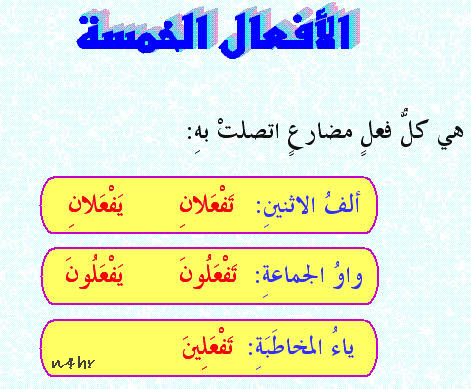 الأفعال الخمسة
هي كلُّ فعلٍ مضارعٍ اتصلتْ بهِ:
ألفُ الاثنينِ: تَفْعَلانِ يَفْعَلانِ
واوُ الجماعةِ: تَفْعَلُونَ يَفْعَلُونَ
ياءُ المخاطَبَةِ: تَفْعَلِينَ
n4hr